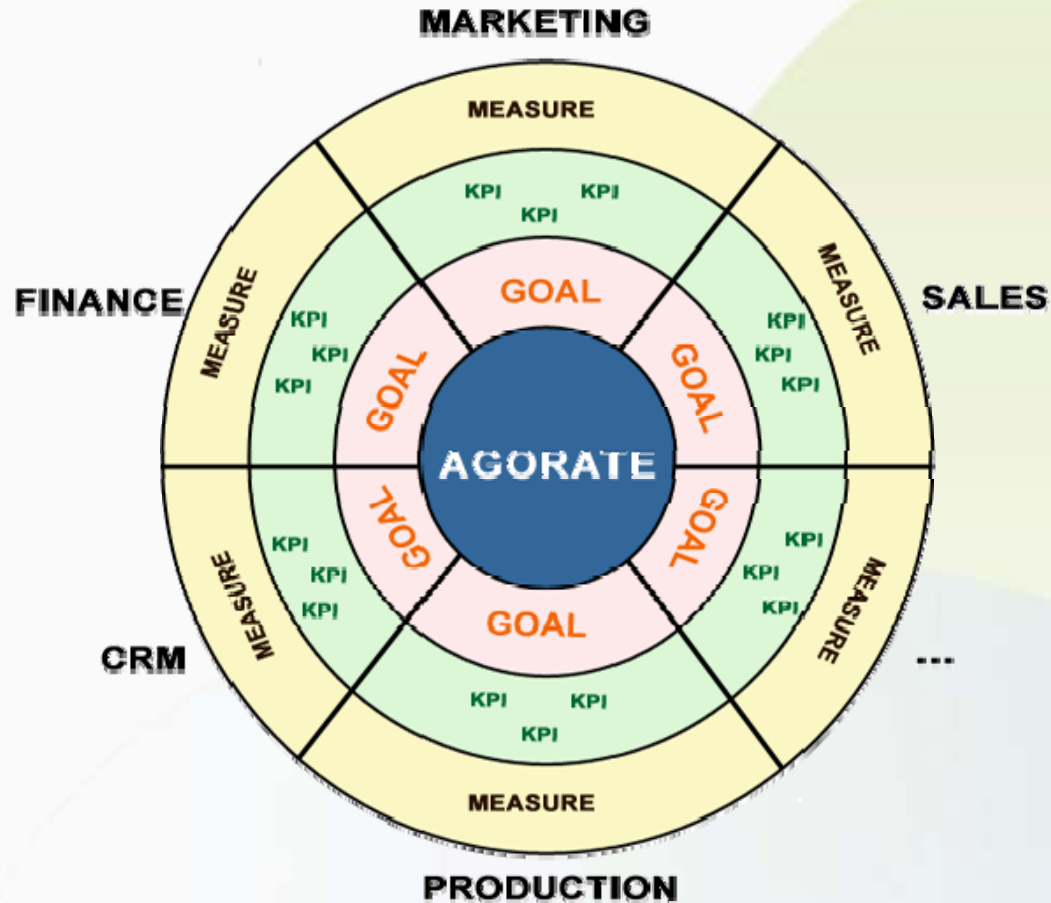 MARKETING
MEASURE
KPI KPI
KPI
GOAL
FINANCE
MEASURE
KPI
KPI
KPI
GOAL
SALES
MEASURE
KPI
KPI
KPI
GOAL
AGORATE
CRM
MEASURE
KPI
KPI
KPI
GOAL
...
MEASURE
KPI
KPI
KPI
GOAL
GOAL
KPI KPI
KPI
MEASURE
PRODUCTION